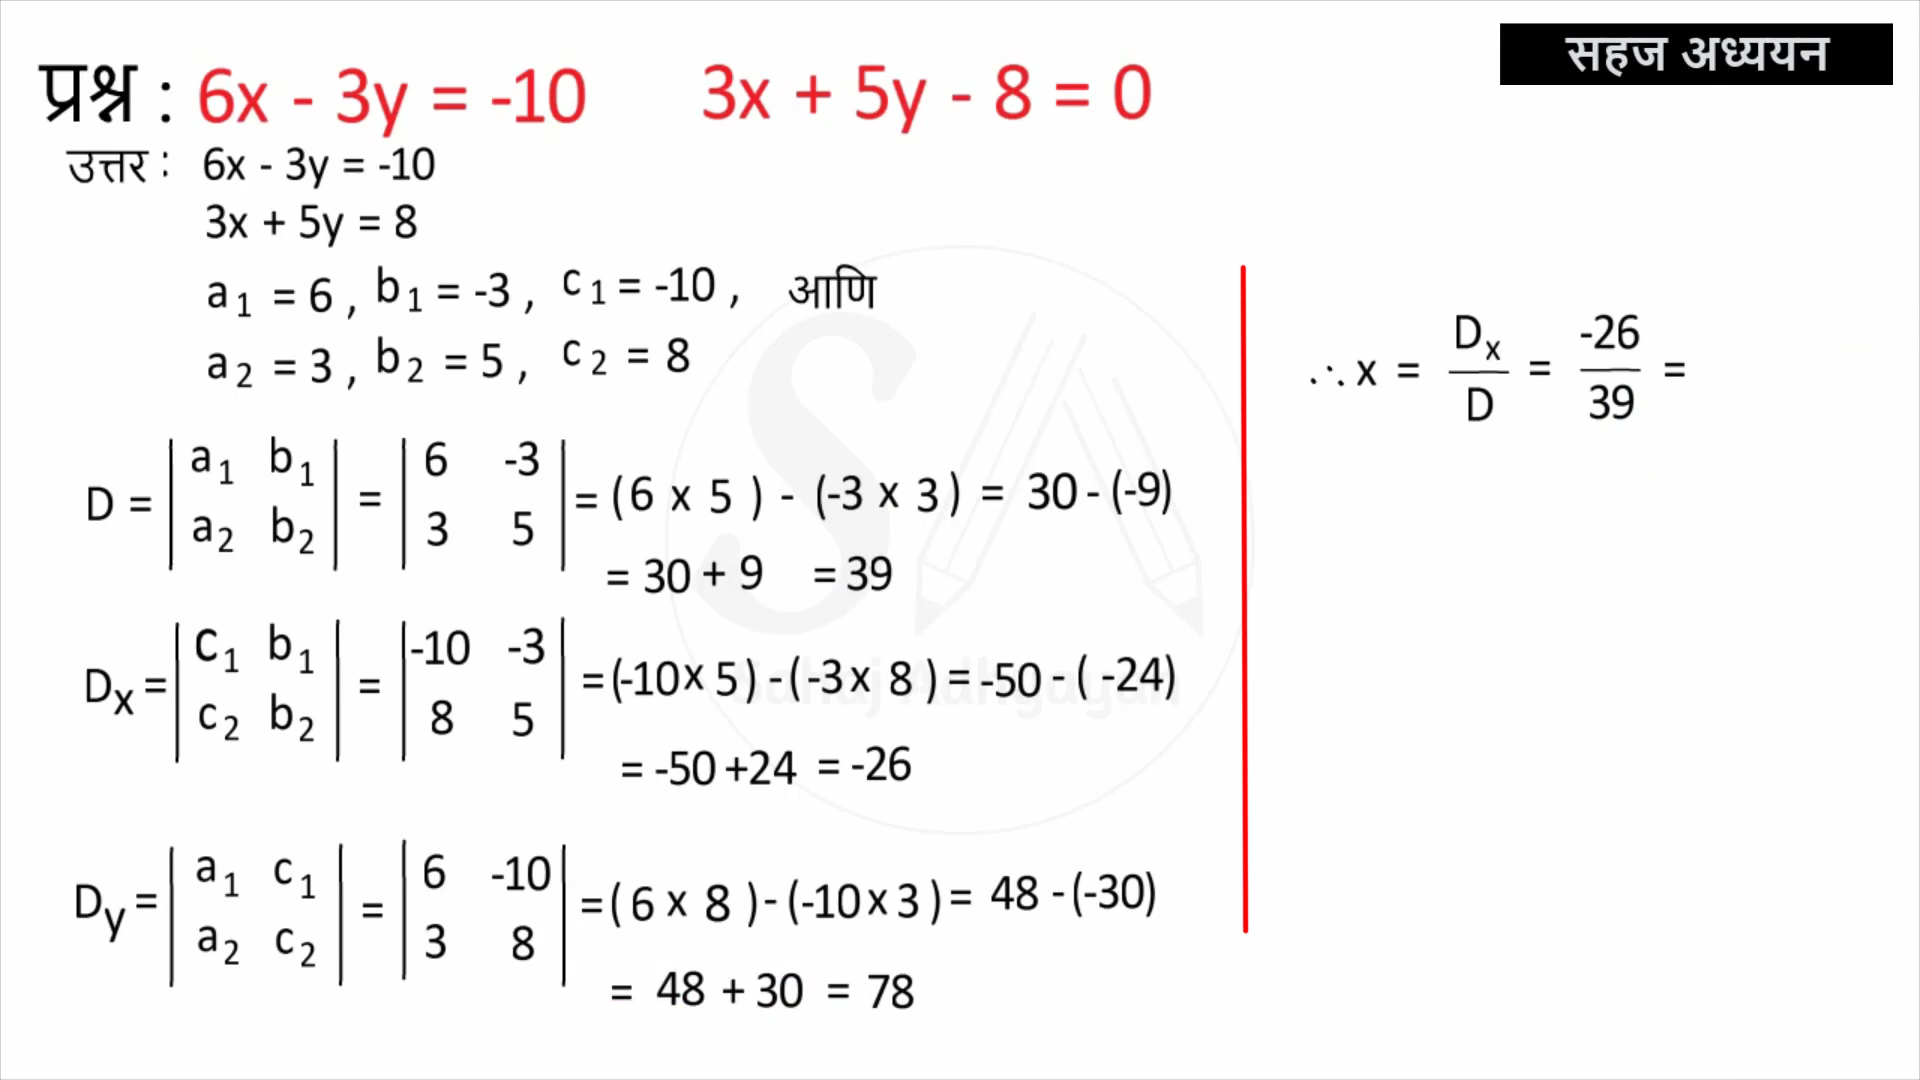 सहज अध्ययन
प्रश्न : 6x - 3y = -10 3x + 5y - 8 = 0
उत्तर : 6x - 3y = -10
3x + 5y = 8
a1 = 6 , b1 = -3 , c1 = -10 , आणि
a2 = 3 , b2 = 5 , c2 = 8
D = | a1 b1 | = | 6 -3 | = (6 x 5 ) - (-3 x 3 ) = 30 - (-9)
| a2 b2 | | 3 5 |
= 30 + 9 = 39
Dx = | c1 b1 | = | -10 -3 | = (-10 x 5 ) - (-3 x 8 ) = -50 - ( -24)
| c2 b2 | | 8 5 |
= -50 +24 = -26
Dy = | a1 c1 | = | 6 -10 | = ( 6 x 8 ) - (-10 x 3 ) = 48 - (-30)
| a2 c2 | | 3 8 |
= 48 + 30 = 78
∴ x = Dx / D = -26 / 39 =
Sahaj Adhyayan